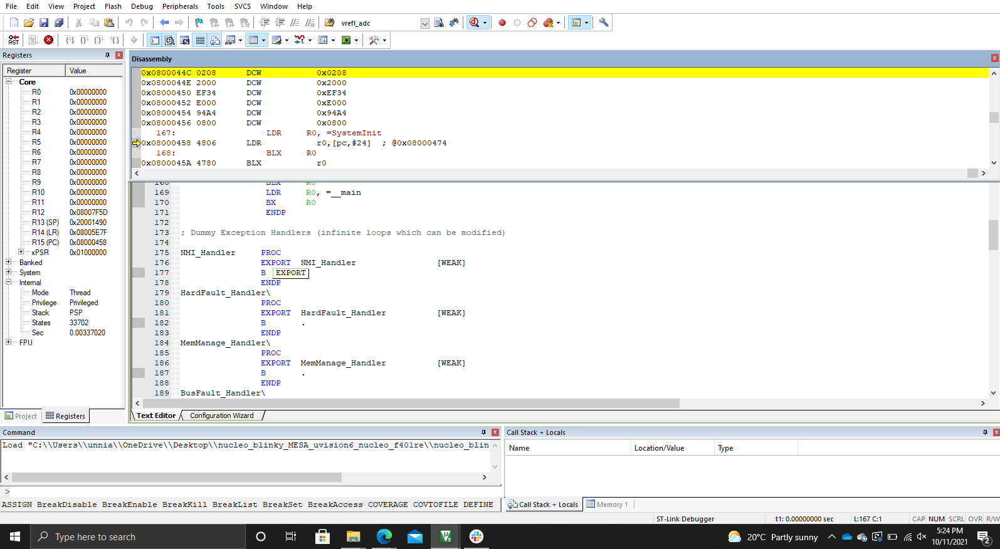 File Edit View Project Flash Debug Peripherals Tools SVCS Window Help
vrefl_adc
RST
Registers
Register Value
Core
R0 0x00000000
R1 0x00000000
R2 0x00000000
R3 0x00000000
R4 0x00000000
R5 0x00000000
R6 0x00000000
R7 0x00000000
R8 0x00000000
R9 0x00000000
R10 0x00000000
R11 0x00000000
R12 0x08007F5D
R13 (SP) 0x20001490
R14 (LR) 0x08005E7F
R15 (PC) 0x08000458
xPSR 0x01000000
Banked
System
Internal
Mode Thread
Privilege Privileged
Stack PSP
States 33702
Sec 0.00337020
FPU
Project Registers
Disassembly
0x0800044C 0208 DCW 0x0208
0x0800044E 2000 DCW 0x2000
0x08000450 EF34 DCW 0xEF34
0x08000452 E000 DCW 0xE000
0x08000454 94A4 DCW 0x94A4
0x08000456 0800 DCW 0x0800
167: LDR R0, =SystemInit
0x08000458 4806 LDR r0,[pc,#24] ; @0x08000474
168: BLX R0
0x0800045A 4780 BLX r0
168 BLX R0
169 LDR R0, =__main
170 BX R0
171 ENDP
172
173 ; Dummy Exception Handlers (infinite loops which can be modified)
174
175 NMI_Handler PROC
176 EXPORT NMI_Handler [WEAK]
177 B EXPORT
178 ENDP
179 HardFault_Handler\
180 PROC
181 EXPORT HardFault_Handler [WEAK]
182 B .
183 ENDP
184 MemManage_Handler\
185 PROC
186 EXPORT MemManage_Handler [WEAK]
187 B .
188 ENDP
189 BusFault_Handler\
Text Editor Configuration Wizard
Command
Load "C:\\Users\\unnia\\OneDrive\\Desktop\\nucleo_blinky_MESA_uvision6_nucleo_f401re\\nucleo_blin
>
ASSIGN BreakDisable BreakEnable BreakKill BreakList BreakSet BreakAccess COVERAGE COVTOFILE DEFINE
Call Stack + Locals
Name Location/Value Type
Call Stack + Locals Memory 1
ST-Link Debugger t1: 0.00000000 sec L:167 C:1 CAP NUM SCRL OVR R/W
Type here to search
20°C Partly sunny
5:24 PM
10/11/2021
2